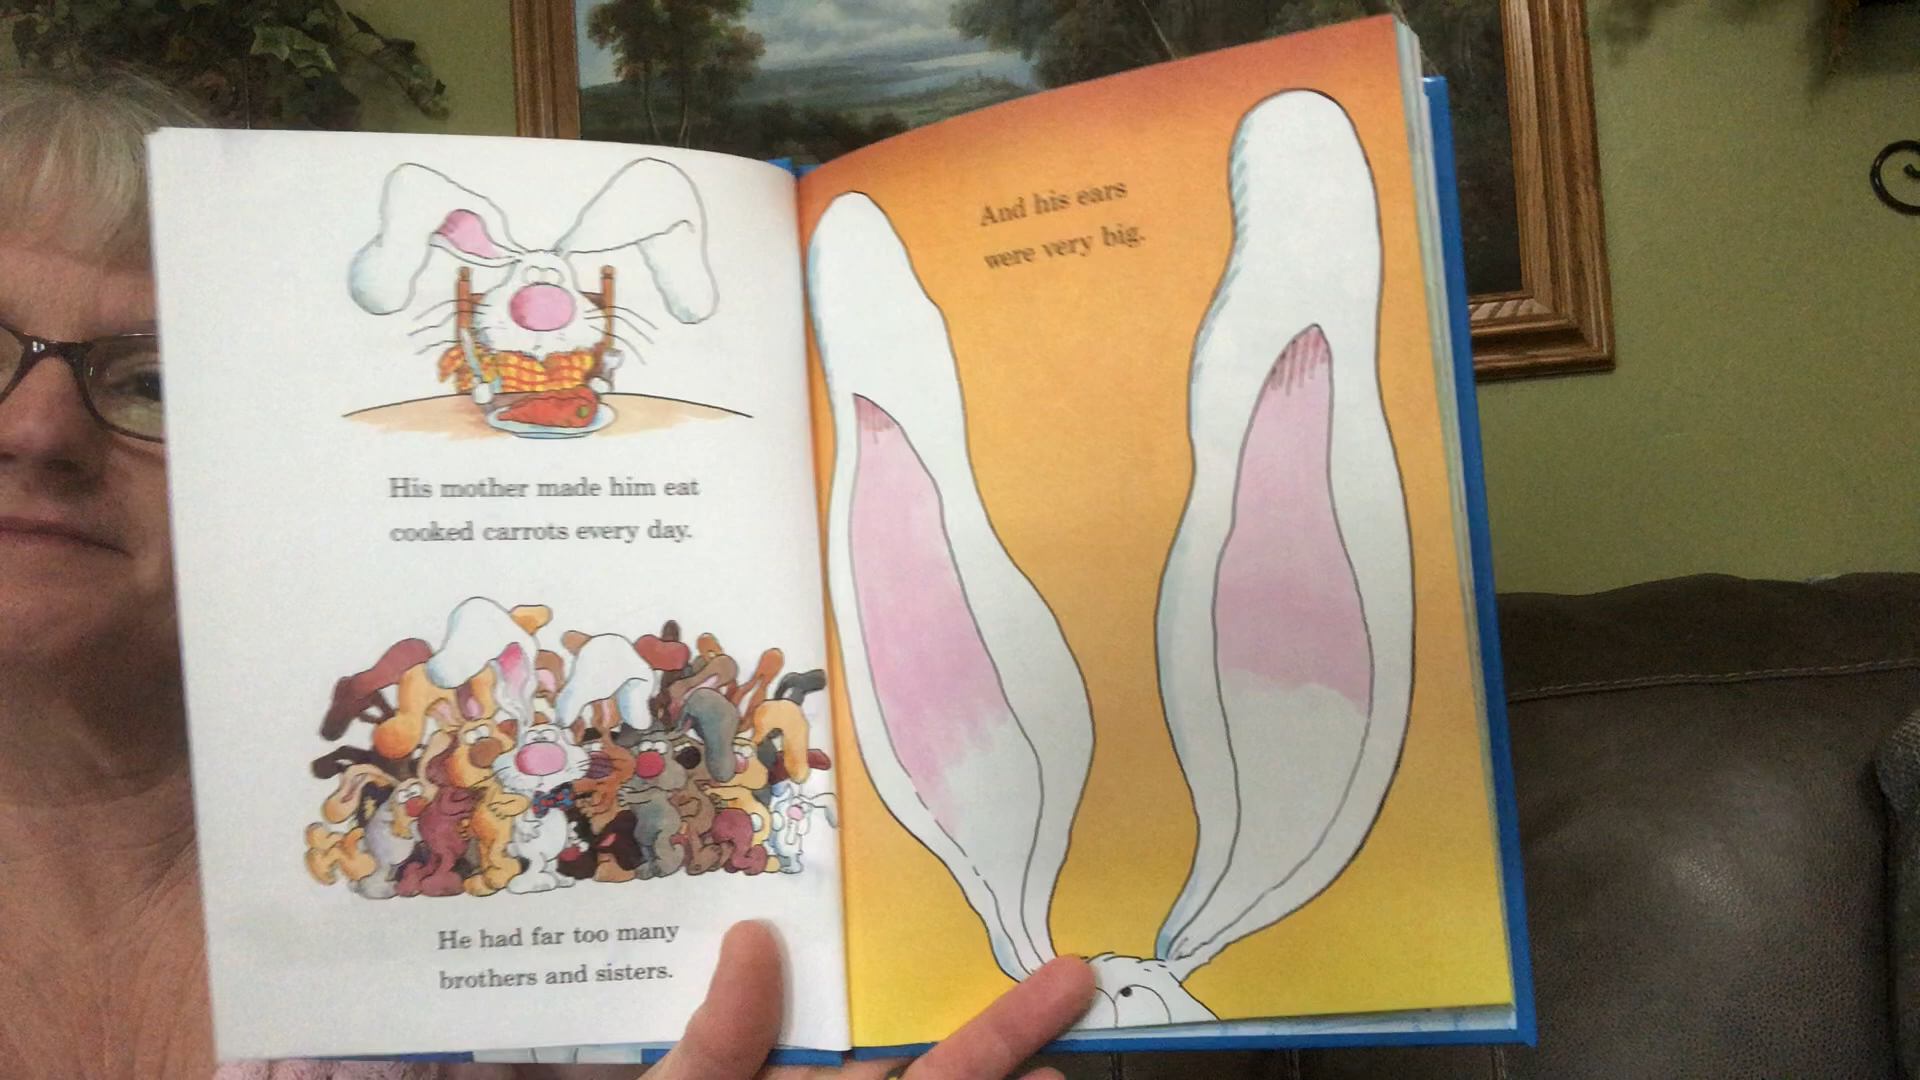 His mother made him eat
cooked carrots every day.
He had far too many
brothers and sisters.
And his ears
were very big.